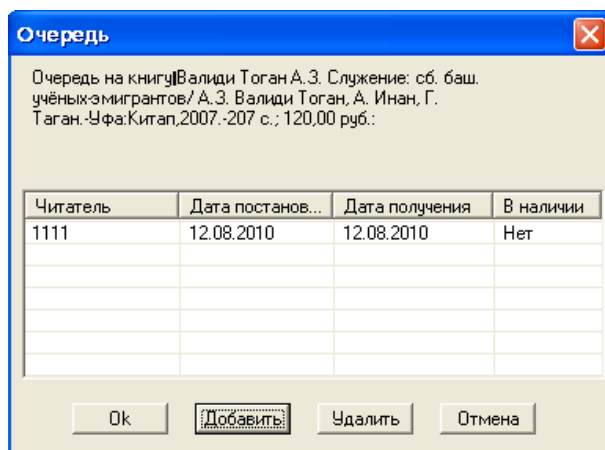 Очередь
Очередь на книгу|Валиди Тоган А.З. Служение: сб. баш.
учёных-эмигрантов/ А.З. Валиди Тоган, А. Инан, Г.
Таган.-Уфа:Китап,2007.-207 с.; 120,00 руб.:
Читатель Дата постанов... Дата получения В наличии
1111 12.08.2010 12.08.2010 Нет
Ok Добавить Удалить Отмена